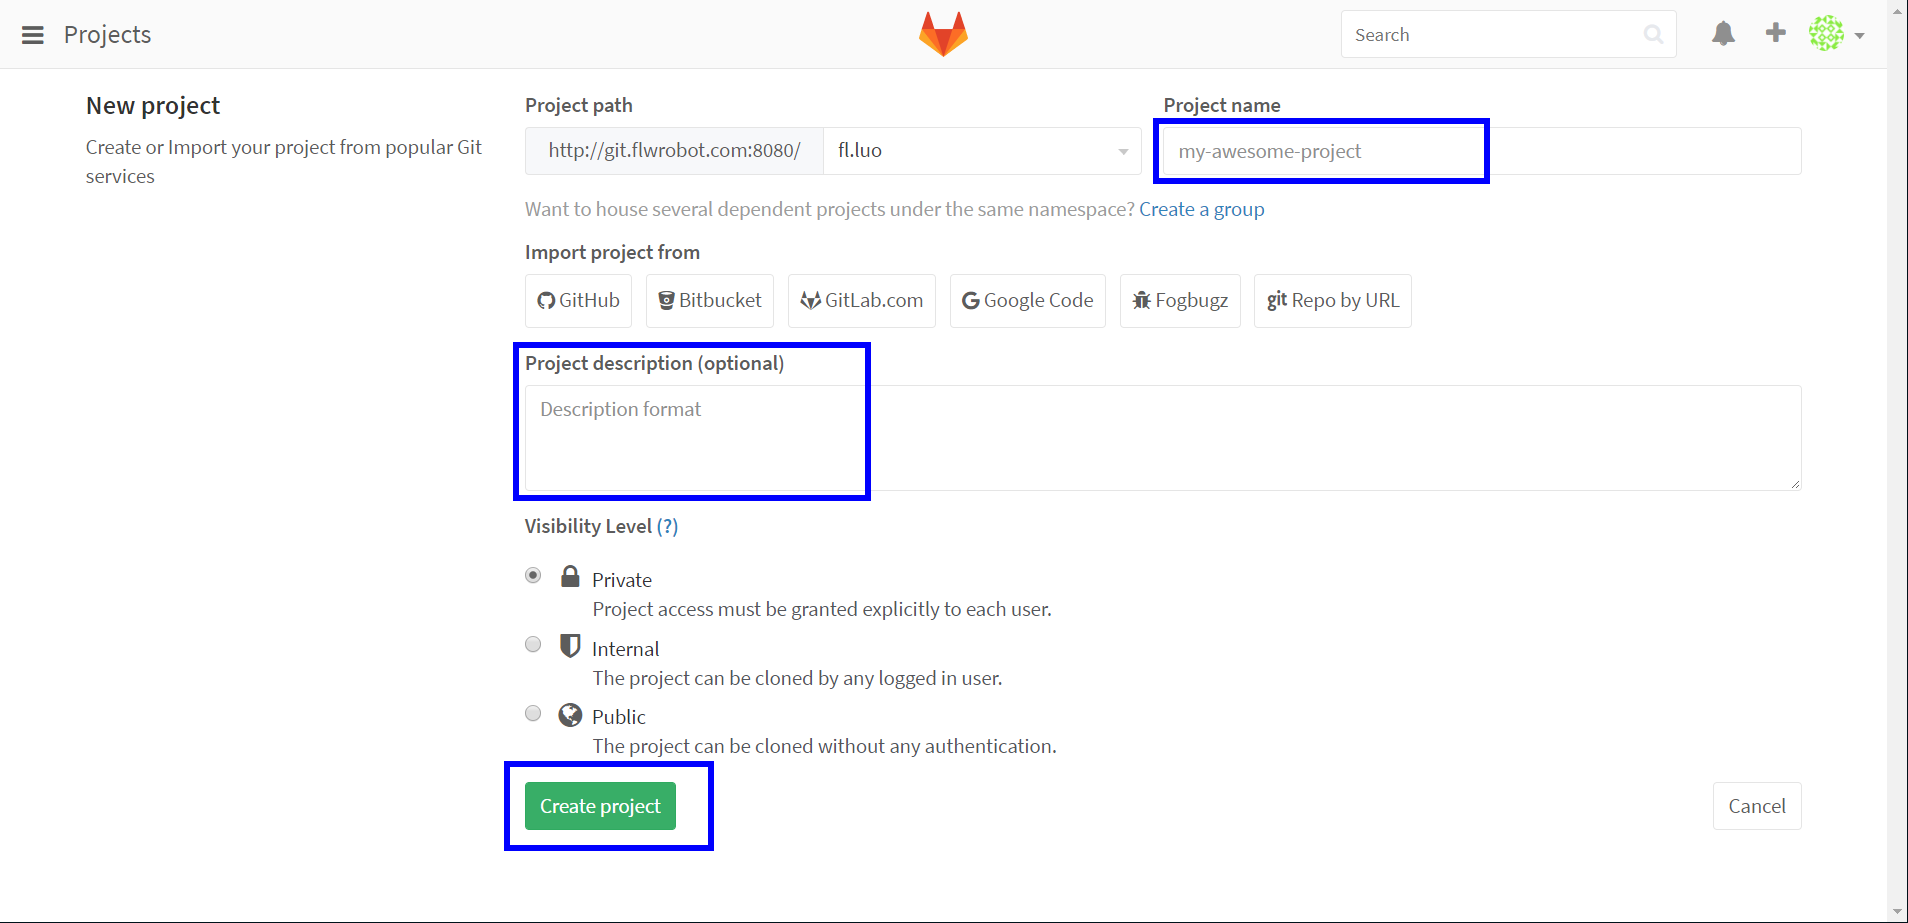 Projects
Search
New project
Create or Import your project from popular Git
services
Project path
Project name
http://git.flwrobot.com:8080/
fl.luo
my-awesome-project
Want to house several dependent projects under the same namespace? Create a group
Import project from
GitHub
Bitbucket
GitLab.com
Google Code
Fogbugz
git Repo by URL
Project description (optional)
Description format
Visibility Level (?)
Private
Project access must be granted explicitly to each user.
Internal
The project can be cloned by any logged in user.
Public
The project can be cloned without any authentication.
Create project
Cancel